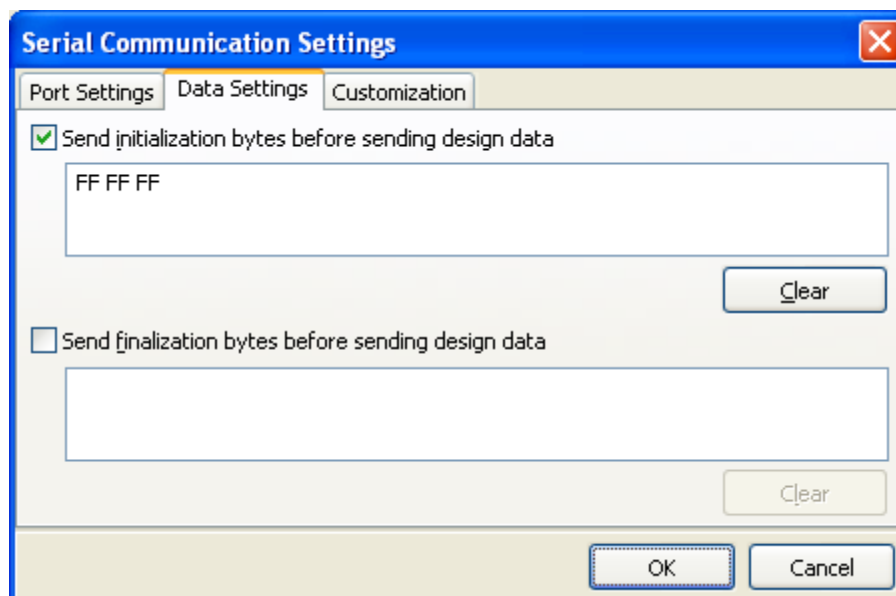 Serial Communication Settings
Port Settings Data Settings Customization
Send initialization bytes before sending design data
FF FF FF
Clear
Send finalization bytes before sending design data
Clear
OK Cancel